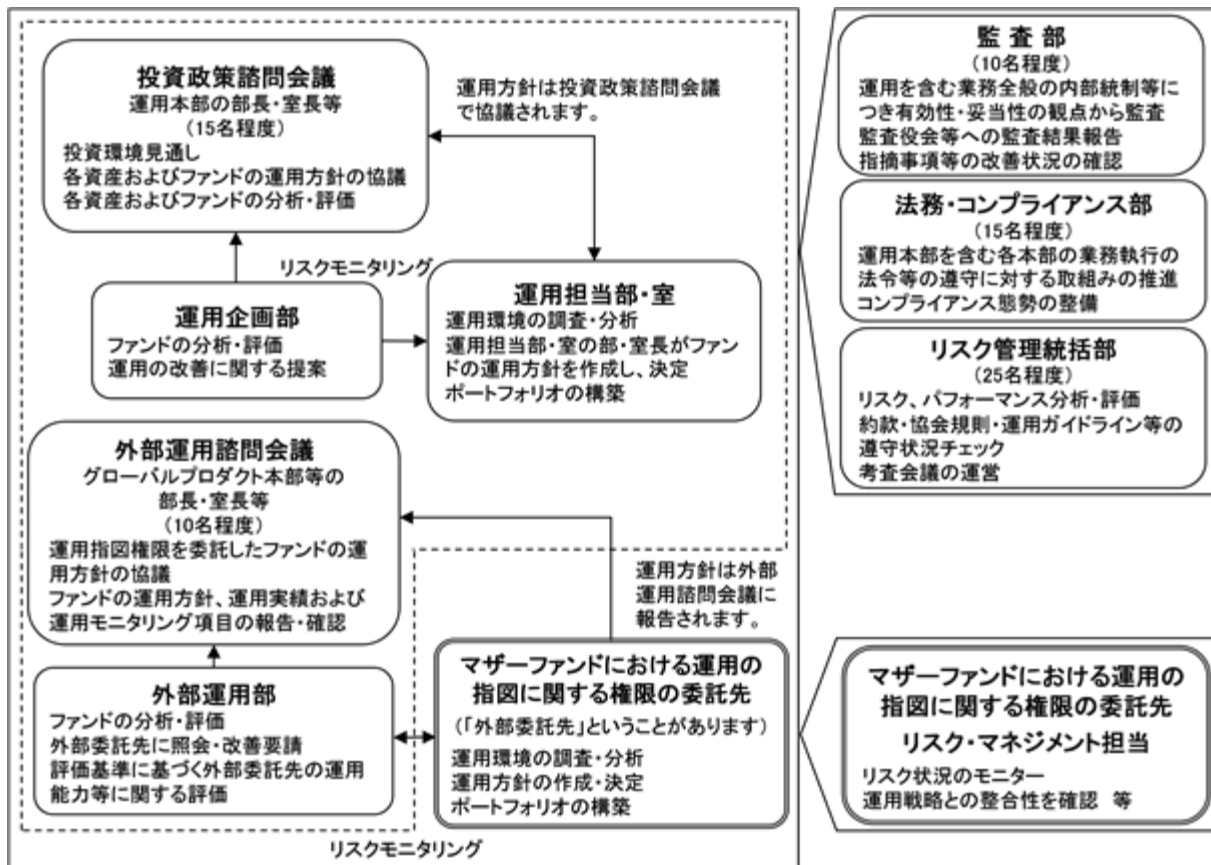 投資政策諮問会議
運用本部の部長・室長等
(15名程度)
投資環境見通し
各資産およびファンドの運用方針の協議
各資産およびファンドの分析・評価
運用方針は投資政策諮問会議
で協議されます。
リスクモニタリング
運用企画部
ファンドの分析・評価
運用の改善に関する提案
運用担当部・室
運用環境の調査・分析
運用担当部・室の部・室長がファン
ドの運用方針を作成し、決定
ポートフォリオの構築
外部運用諮問会議
グローバルプロダクト本部等の
部長・室長等
(10名程度)
運用指図権限を委託したファンドの運
用方針の協議
ファンドの運用方針、運用実績および
運用モニタリング項目の報告・確認
運用方針は外部
運用諮問会議に
報告されます。
外部運用部
ファンドの分析・評価
外部委託先に照会・改善要請
評価基準に基づく外部委託先の運用
能力等に関する評価
マザーファンドにおける運用の
指図に関する権限の委託先
(「外部委託先」ということがあります)
運用環境の調査・分析
運用方針の作成・決定
ポートフォリオの構築
リスクモニタリング
監 査 部
(10名程度)
運用を含む業務全般の内部統制等に
つき有効性・妥当性の観点から監査
監査役会等への監査結果報告
指摘事項等の改善状況の確認
法務・コンプライアンス部
(15名程度)
運用本部を含む各本部の業務執行の
法令等の遵守に対する取組みの推進
コンプライアンス態勢の整備
リスク管理統括部
(25名程度)
リスク、パフォーマンス分析・評価
約款・協会規則・運用ガイドライン等の
遵守状況チェック
考査会議の運営
マザーファンドにおける運用の
指図に関する権限の委託先
リスク・マネジメント担当
リスク状況のモニター
運用戦略との整合性を確認 等